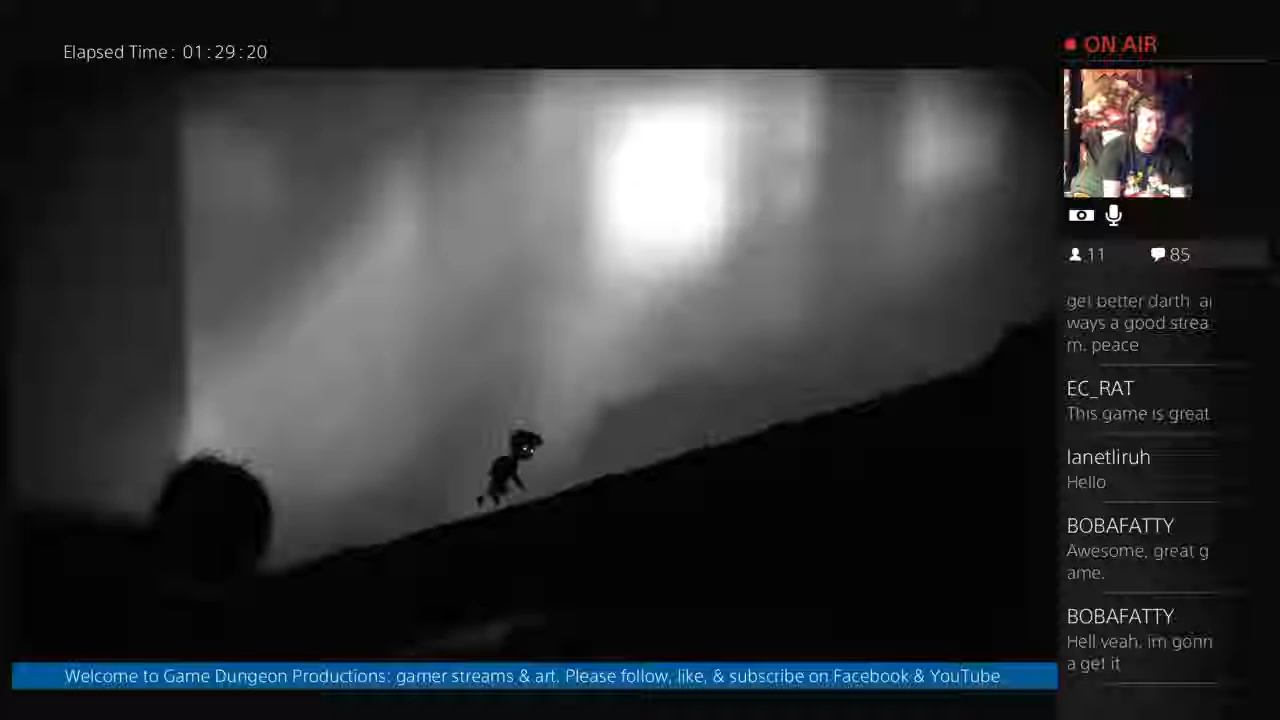 Elapsed Time: 01:29:20
ON AIR
11 85
get better darth al
ways a good strea
m. peace
EC_RAT
This game is great
lanetliruh
Hello
BOBAFATTY
Awesome, great g
ame.
BOBAFATTY
Hell yeah, im gonn
a get it
Welcome to Game Dungeon Productions: gamer streams & art. Please follow, like, & subscribe on Facebook & YouTube